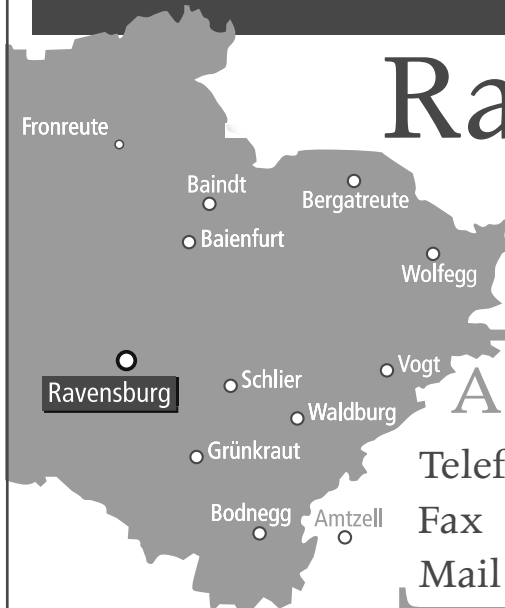 Ra
Fronreute
Baindt
Bergatreute
Baienfurt
Wolfegg
Ravensburg
Schlier
Vogt
A
Waldburg
Grünkraut
Telef
Bodnegg
Amtzell
Fax
Mail